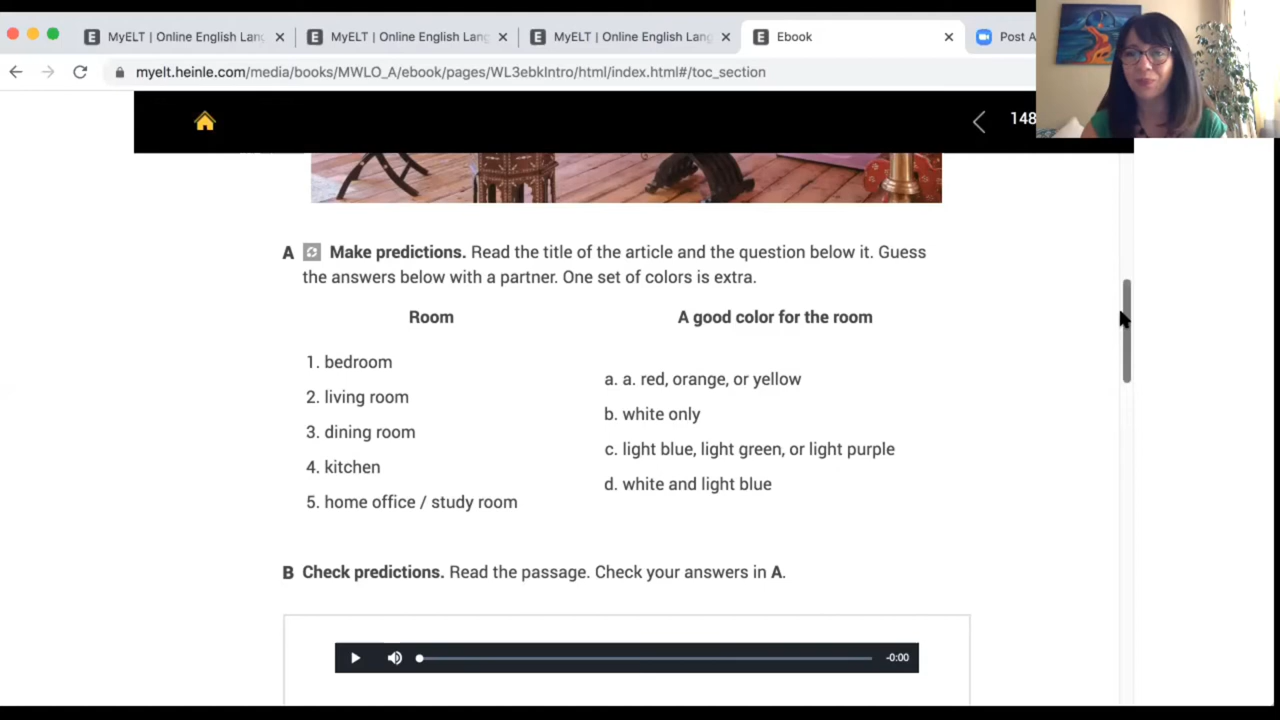 MyELT | Online English Lang
MyELT | Online English Lang
MyELT | Online English Lang
Ebook
Post A
myelt.heinle.com/media/books/MWLO_A/ebook/pages/WL3ebkIntro/html/index.html#/toc_section
148
A Make predictions. Read the title of the article and the question below it. Guess
the answers below with a partner. One set of colors is extra.
Room
A good color for the room
1. bedroom
2. living room
3. dining room
4. kitchen
5. home office / study room
a. a. red, orange, or yellow
b. white only
c. light blue, light green, or light purple
d. white and light blue
B Check predictions. Read the passage. Check your answers in A.
-0:00